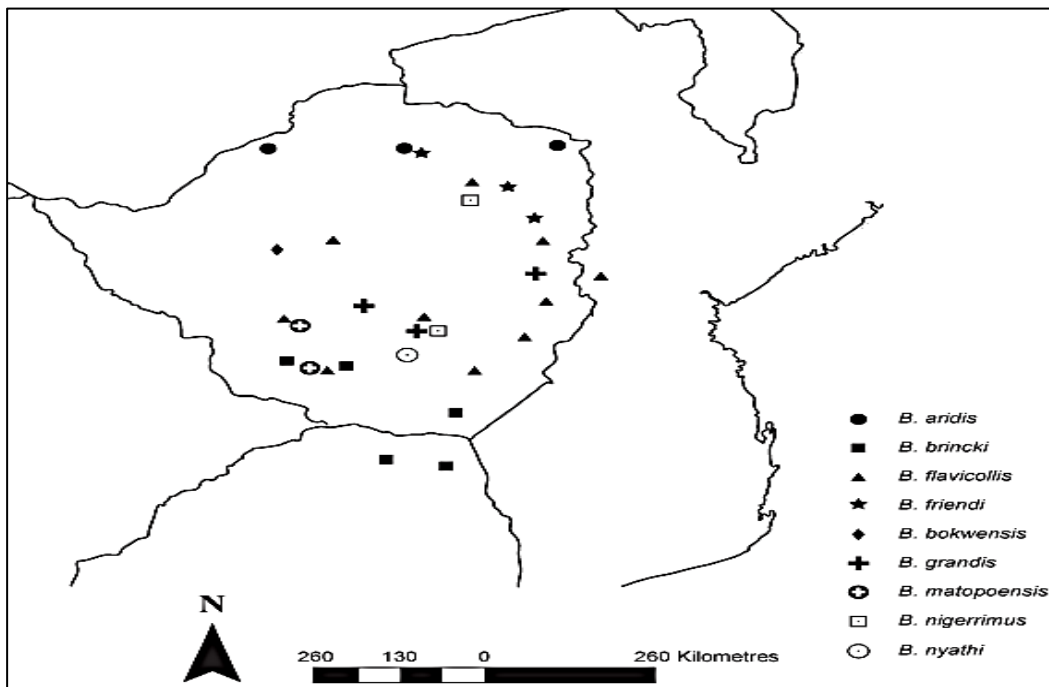 B. aridis
B. brincki
B. flavicollis
B. friendi
B. bokwensis
B. grandis
B. matopoensis
B. nigerrimus
B. nyathi
N
260 130 0 260 Kilometres